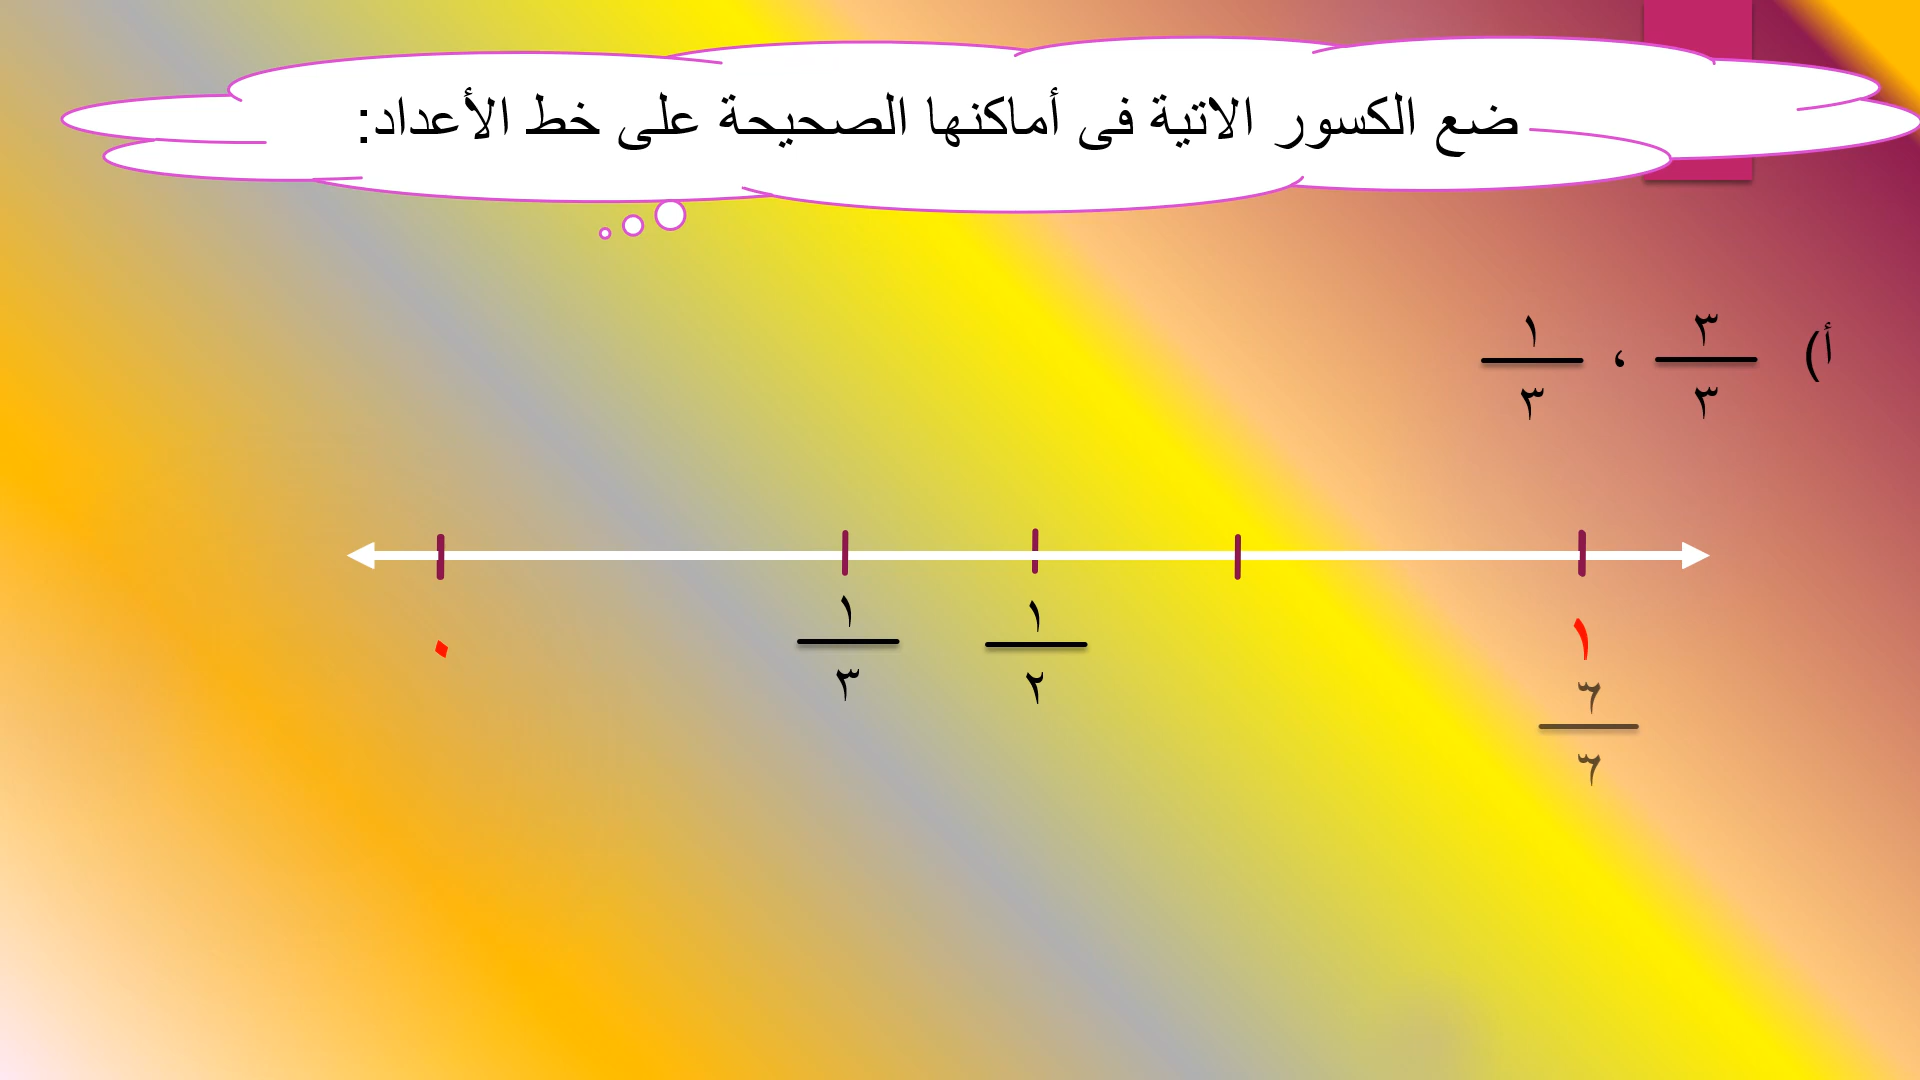 ضع الكسور الاتية فى أماكنها الصحيحة على خط الأعداد:
أ) ٣/٣ ، ١/٣
٠ ١/٣ ١/٢ ١
٣/٣